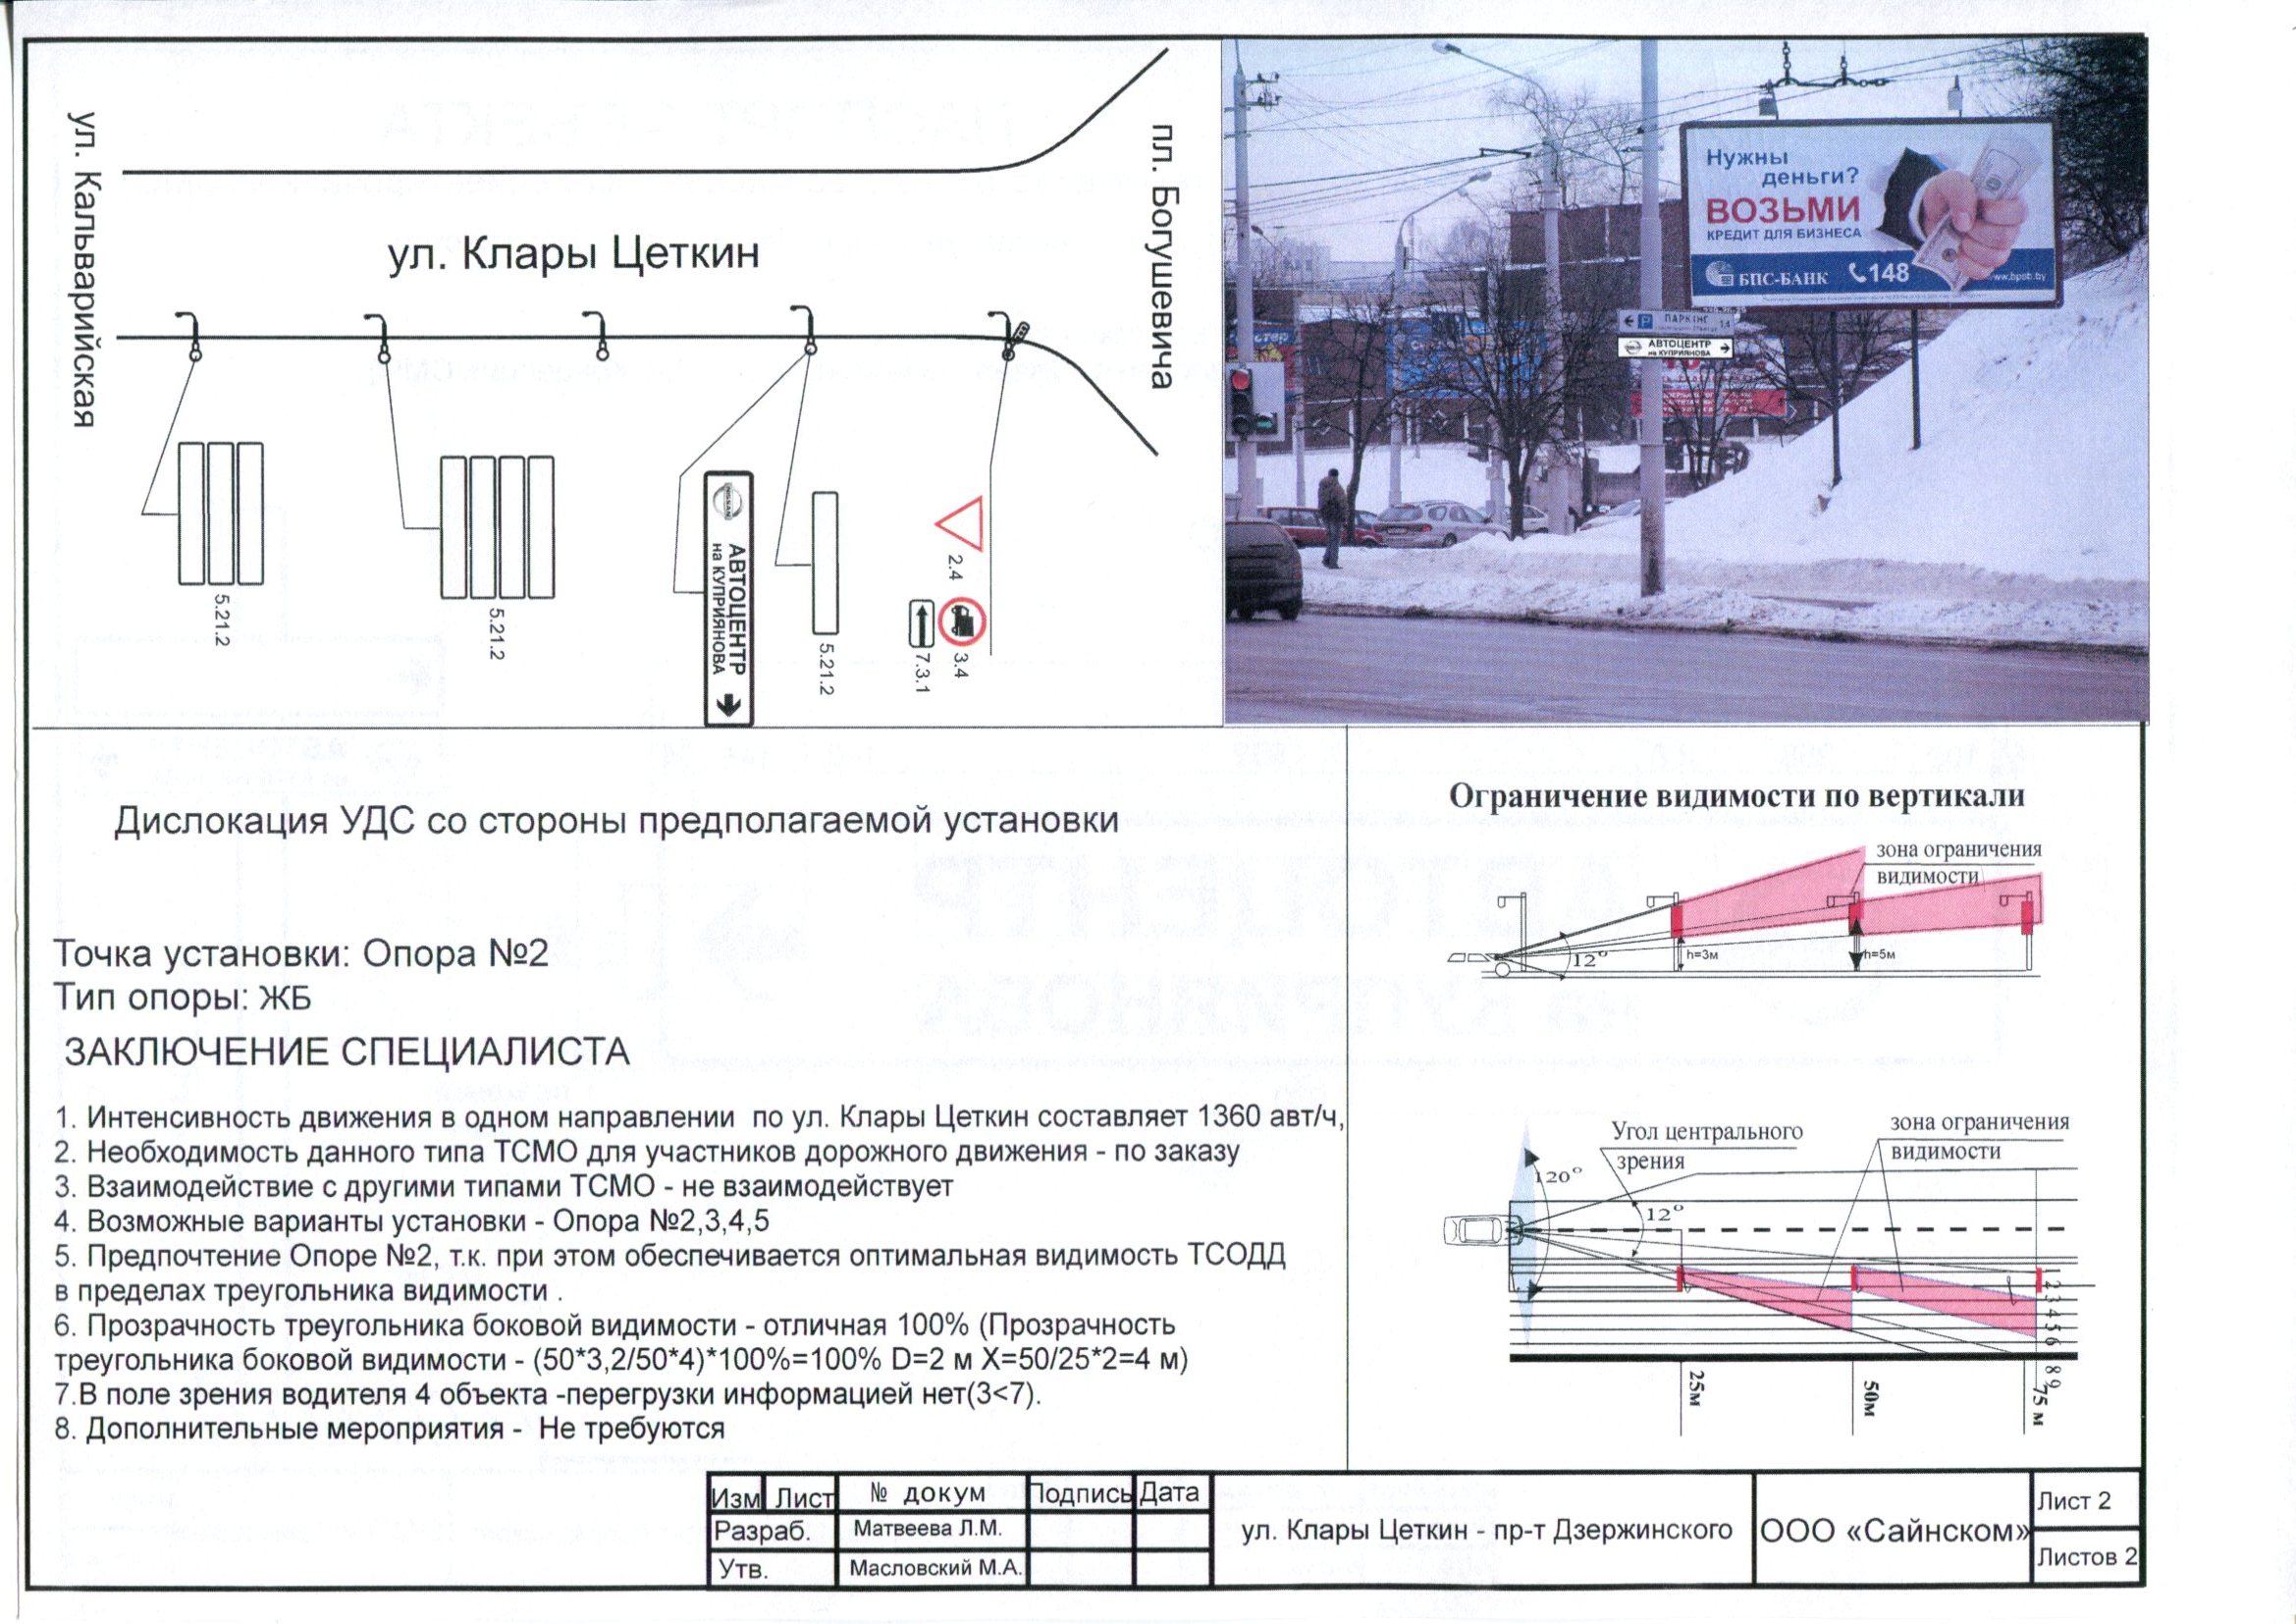 ул. Кальварийская
ул. Клары Цеткин
пл. Богушевича
5.21.2
5.21.2
NISSAN
АВТОЦЕНТР
на КУПРИЯНОВА
5.21.2
2.4
3.4
7.3.1
Нужны
деньги?
ВОЗЬМИ
КРЕДИТ ДЛЯ БИЗНЕСА
БПС-БАНК 148
www.bpsb.by
P ПАРКІНГ
АВТОЦЕНТР
на КУПРИЯНОВА
Дислокация УДС со стороны предполагаемой установки
Точка установки: Опора №2
Тип опоры: ЖБ
ЗАКЛЮЧЕНИЕ СПЕЦИАЛИСТА
1. Интенсивность движения в одном направлении по ул. Клары Цеткин составляет 1360 авт/ч,
2. Необходимость данного типа ТСМО для участников дорожного движения - по заказу
3. Взаимодействие с другими типами ТСМО - не взаимодействует
4. Возможные варианты установки - Опора №2,3,4,5
5. Предпочтение Опоре №2, т.к. при этом обеспечивается оптимальная видимость ТСОДД
в пределах треугольника видимости .
6. Прозрачность треугольника боковой видимости - отличная 100% (Прозрачность
треугольника боковой видимости - (50*3,2/50*4)*100%=100% D=2 м X=50/25*2=4 м)
7.В поле зрения водителя 4 объекта -перегрузки информацией нет(3<7).
8. Дополнительные мероприятия - Не требуются
Ограничение видимости по вертикали
зона ограничения
видимости
12°
h=3м
h=5м
Угол центрального
зрения
зона ограничения
видимости
120°
12°
1 2 3 4 5 6 8 9
25м
50м
75 м
Изм Лист № докум Подпись Дата
Разраб. Матвеева Л.М.
Утв. Масловский М.А.
ул. Клары Цеткин - пр-т Дзержинского
ООО «Сайнском»
Лист 2
Листов 2